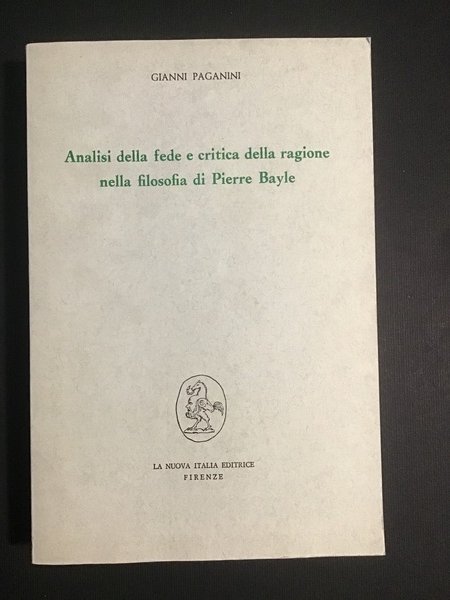 GIANNI PAGANINI
Analisi della fede e critica della ragione
nella filosofia di Pierre Bayle
LA NUOVA ITALIA EDITRICE
FIRENZE